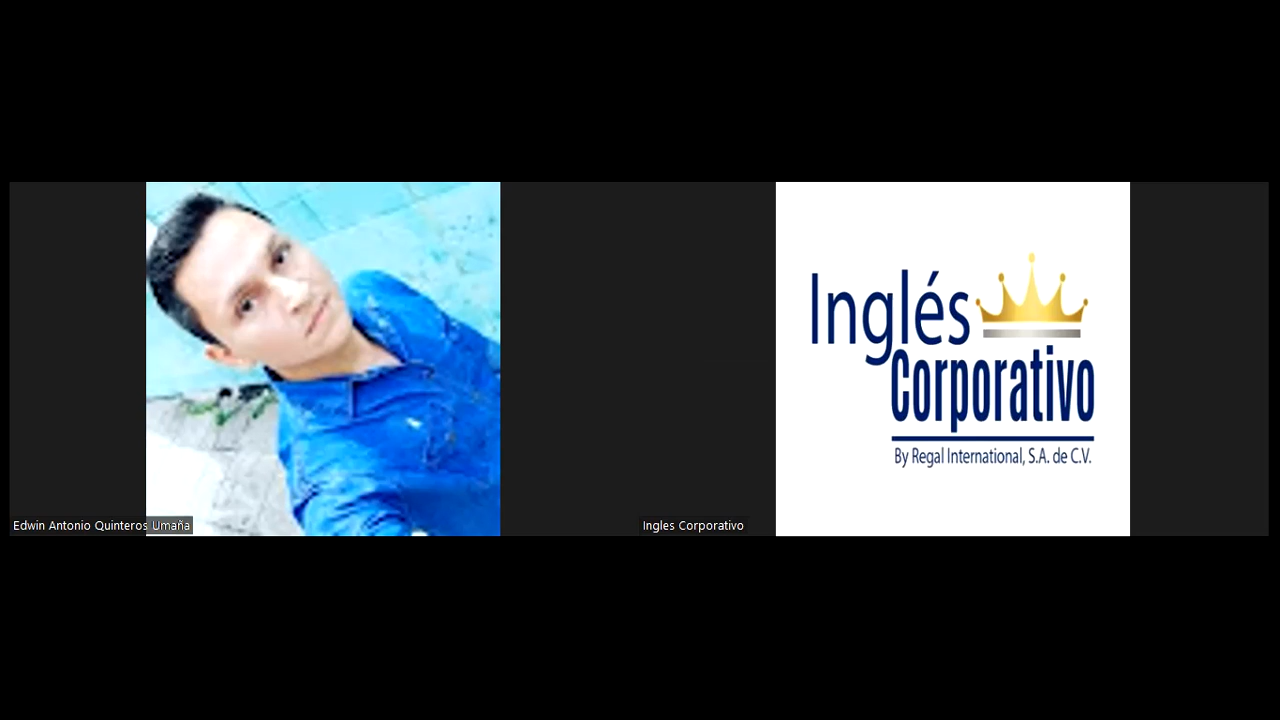 Inglés
Corporativo
By Regal International, S.A. de C.V.
Edwin Antonio Quinteros Umaña
Ingles Corporativo